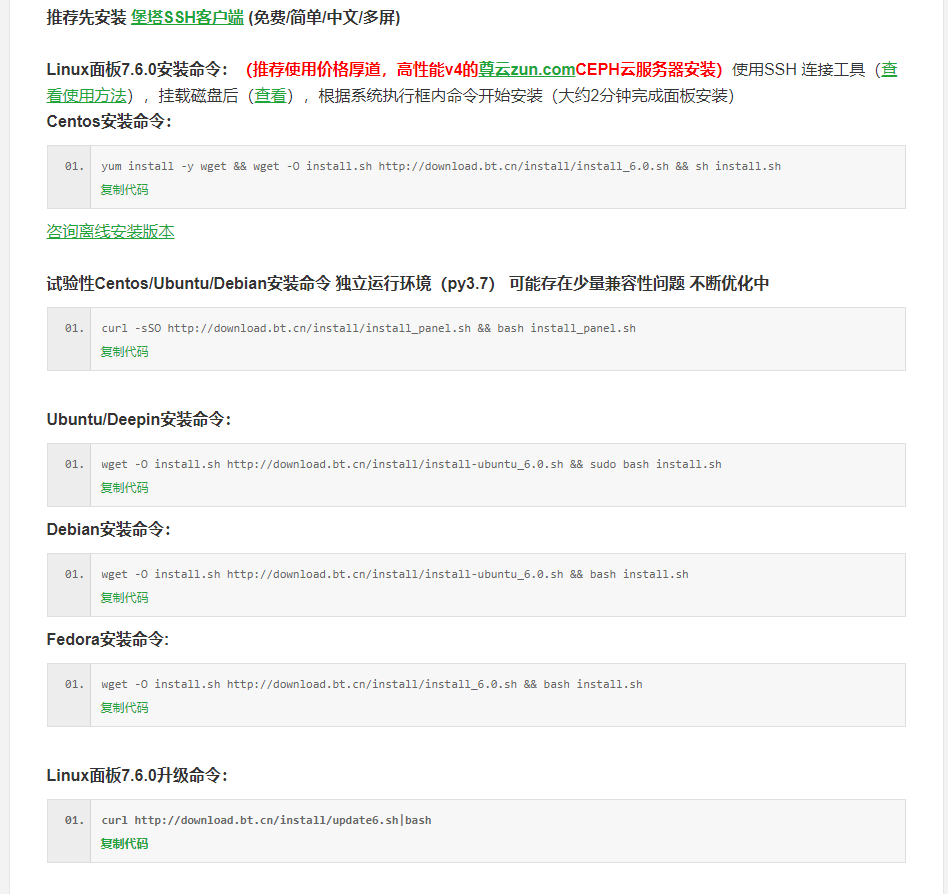 推荐先安装 堡塔SSH客户端 (免费/简单/中文/多屏)
Linux面板7.6.0安装命令：（推荐使用价格厚道，高性能v4的尊云zun.comCEPH云服务器安装）使用SSH 连接工具（查
看使用方法），挂载磁盘后（查看），根据系统执行框内命令开始安装（大约2分钟完成面板安装）
Centos安装命令：
01. yum install -y wget && wget -O install.sh http://download.bt.cn/install/install_6.0.sh && sh install.sh
复制代码
咨询离线安装版本
试验性Centos/Ubuntu/Debian安装命令 独立运行环境（py3.7） 可能存在少量兼容性问题 不断优化中
01. curl -sSO http://download.bt.cn/install/install_panel.sh && bash install_panel.sh
复制代码
Ubuntu/Deepin安装命令：
01. wget -O install.sh http://download.bt.cn/install/install-ubuntu_6.0.sh && sudo bash install.sh
复制代码
Debian安装命令：
01. wget -O install.sh http://download.bt.cn/install/install-ubuntu_6.0.sh && bash install.sh
复制代码
Fedora安装命令:
01. wget -O install.sh http://download.bt.cn/install/install_6.0.sh && bash install.sh
复制代码
Linux面板7.6.0升级命令：
01. curl http://download.bt.cn/install/update6.sh|bash
复制代码